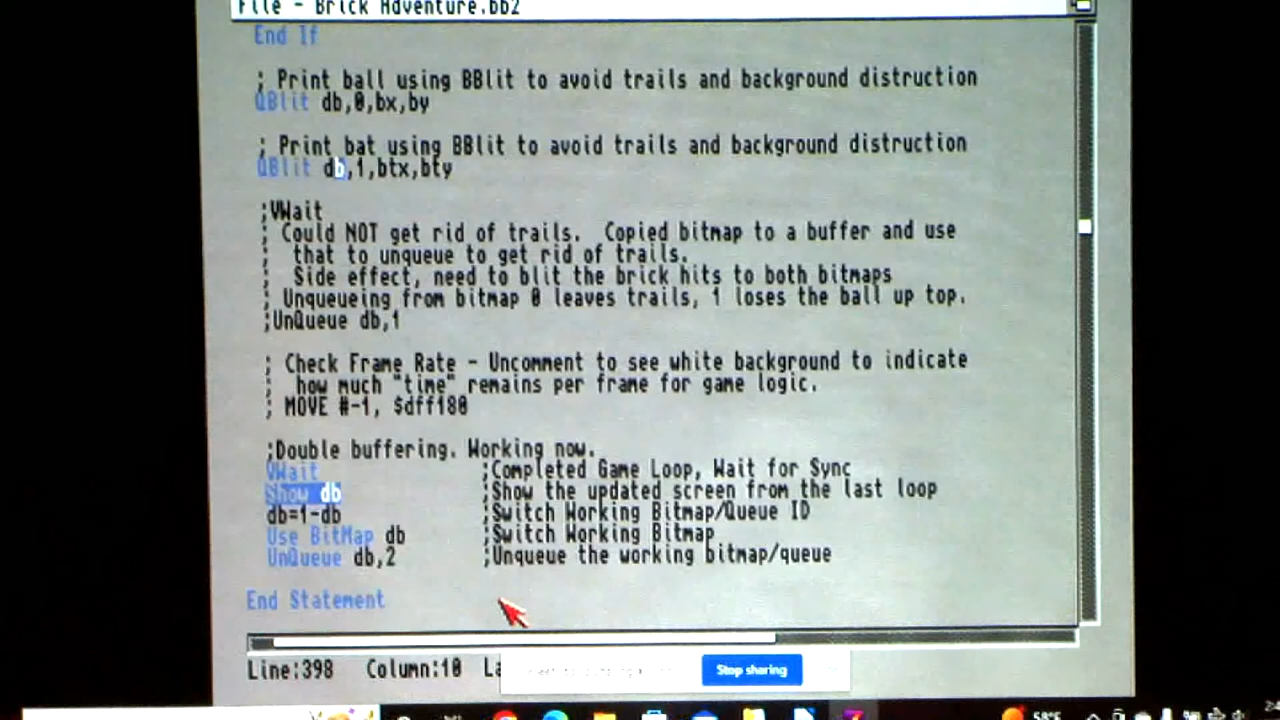 File - Brick Adventure.bb2
End If
; Print ball using BBlit to avoid trails and background distruction
QBlit db,0,bx,by
; Print bat using BBlit to avoid trails and background distruction
QBlit db,1,btx,bty
;VWait
; Could NOT get rid of trails.  Copied bitmap to a buffer and use
;  that to unqueue to get rid of trails.
;  Side effect, need to blit the brick hits to both bitmaps
; Unqueueing from bitmap 0 leaves trails, 1 loses the ball up top.
;UnQueue db,1
; Check Frame Rate - Uncomment to see white background to indicate
;  how much "time" remains per frame for game logic.
; MOVE #-1, $dff180
;Double buffering. Working now.
VWait ;Completed Game Loop, Wait for Sync
Show db ;Show the updated screen from the last loop
db=1-db ;Switch Working Bitmap/Queue ID
Use BitMap db ;Switch Working Bitmap
UnQueue db,2 ;Unqueue the working bitmap/queue
End Statement
Line:398 Column:10
Stop sharing
58°F